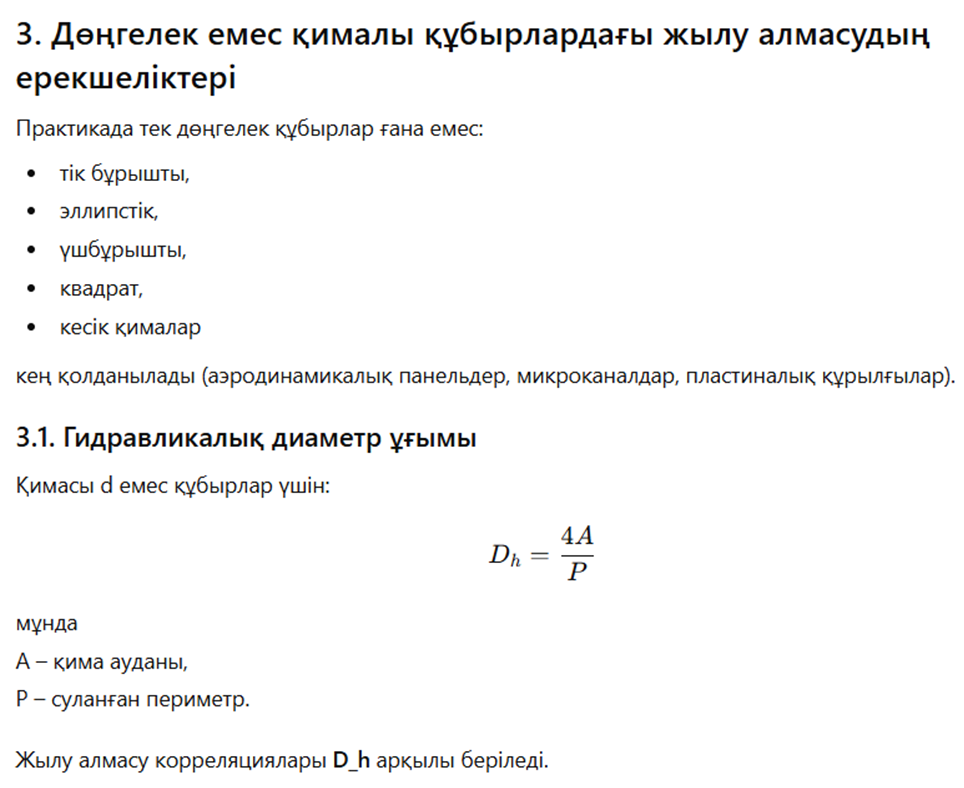 3. Дөңгелек емес қималы құбырлардағы жылу алмасудың
ерекшеліктері
Практикада тек дөңгелек құбырлар ғана емес:
• тік бұрышты,
• эллипстік,
• үшбұрышты,
• квадрат,
• кесік қималар
кең қолданылады (аэродинамикалық панельдер, микроканалдар, пластиналық құрылғылар).
3.1. Гидравликалық диаметр ұғымы
Қимасы d емес құбырлар үшін:
D_h = 4A/P
мұнда
A – қима ауданы,
P – суланған периметр.
Жылу алмасу корреляциялары D_h арқылы беріледі.